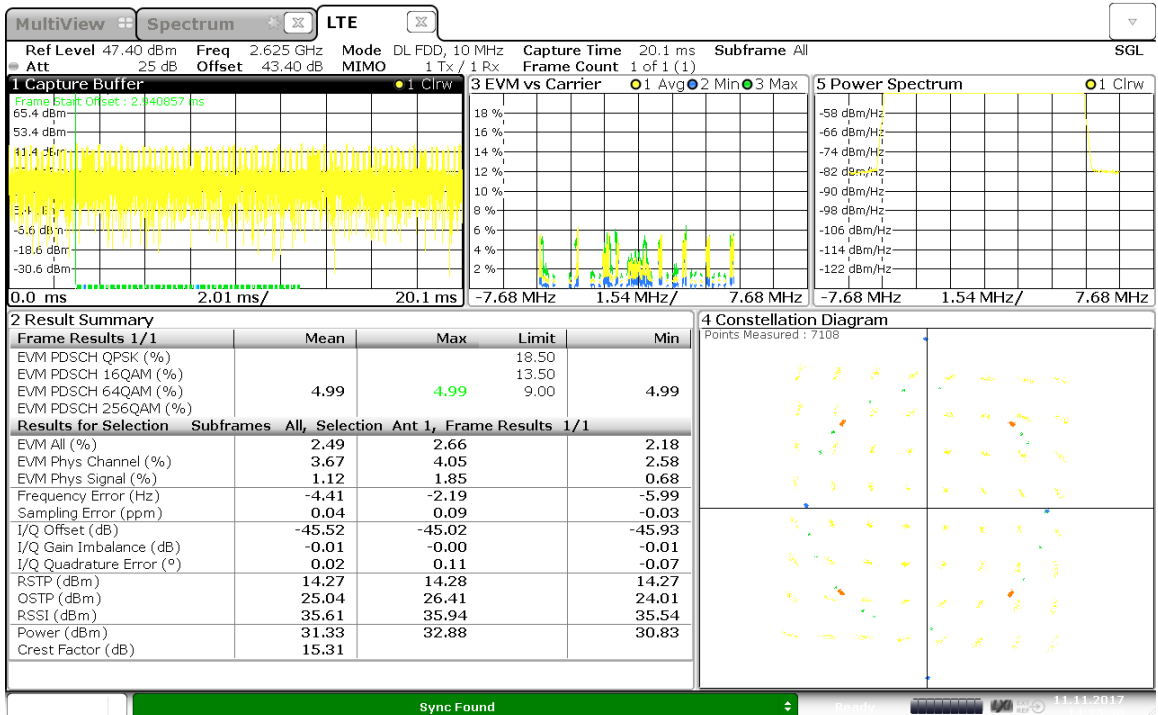 MultiView Spectrum LTE
Ref Level 47.40 dBm Freq 2.625 GHz Mode DL FDD, 10 MHz Capture Time 20.1 ms Subframe All SGL
Att 25 dB Offset 43.40 dB MIMO 1 Tx / 1 Rx Frame Count 1 of 1 (1)
1 Capture Buffer 1 Clrw
Frame Start Offset : 2.940857 ms
65.4 dBm
53.4 dBm
41.4 dBm
-5.6 dBm
-18.6 dBm
-30.6 dBm
0.0 ms 2.01 ms/ 20.1 ms
3 EVM vs Carrier 1 Avg 2 Min 3 Max
18 %
16 %
14 %
12 %
10 %
8 %
6 %
4 %
2 %
-7.68 MHz 1.54 MHz/ 7.68 MHz
5 Power Spectrum 1 Clrw
-58 dBm/Hz
-66 dBm/Hz
-74 dBm/Hz
-82 dBm/Hz
-90 dBm/Hz
-98 dBm/Hz
-106 dBm/Hz
-114 dBm/Hz
-122 dBm/Hz
-7.68 MHz 1.54 MHz/ 7.68 MHz
2 Result Summary
Frame Results 1/1 Mean Max Limit Min
EVM PDSCH QPSK (%) 18.50
EVM PDSCH 16QAM (%) 13.50
EVM PDSCH 64QAM (%) 4.99 4.99 9.00 4.99
EVM PDSCH 256QAM (%)
Results for Selection Subframes All, Selection Ant 1, Frame Results 1/1
EVM All (%) 2.49 2.66 2.18
EVM Phys Channel (%) 3.67 4.05 2.58
EVM Phys Signal (%) 1.12 1.85 0.68
Frequency Error (Hz) -4.41 -2.19 -5.99
Sampling Error (ppm) 0.04 0.09 -0.03
I/Q Offset (dB) -45.52 -45.02 -45.93
I/Q Gain Imbalance (dB) -0.01 -0.00 -0.01
I/Q Quadrature Error (°) 0.02 0.11 -0.07
RSTP (dBm) 14.27 14.28 14.27
OSTP (dBm) 25.04 26.41 24.01
RSSI (dBm) 35.61 35.94 35.54
Power (dBm) 31.33 32.88 30.83
Crest Factor (dB) 15.31
4 Constellation Diagram
Points Measured : 7108
Sync Found
Ready
LXI EXT REF 11.11.2017